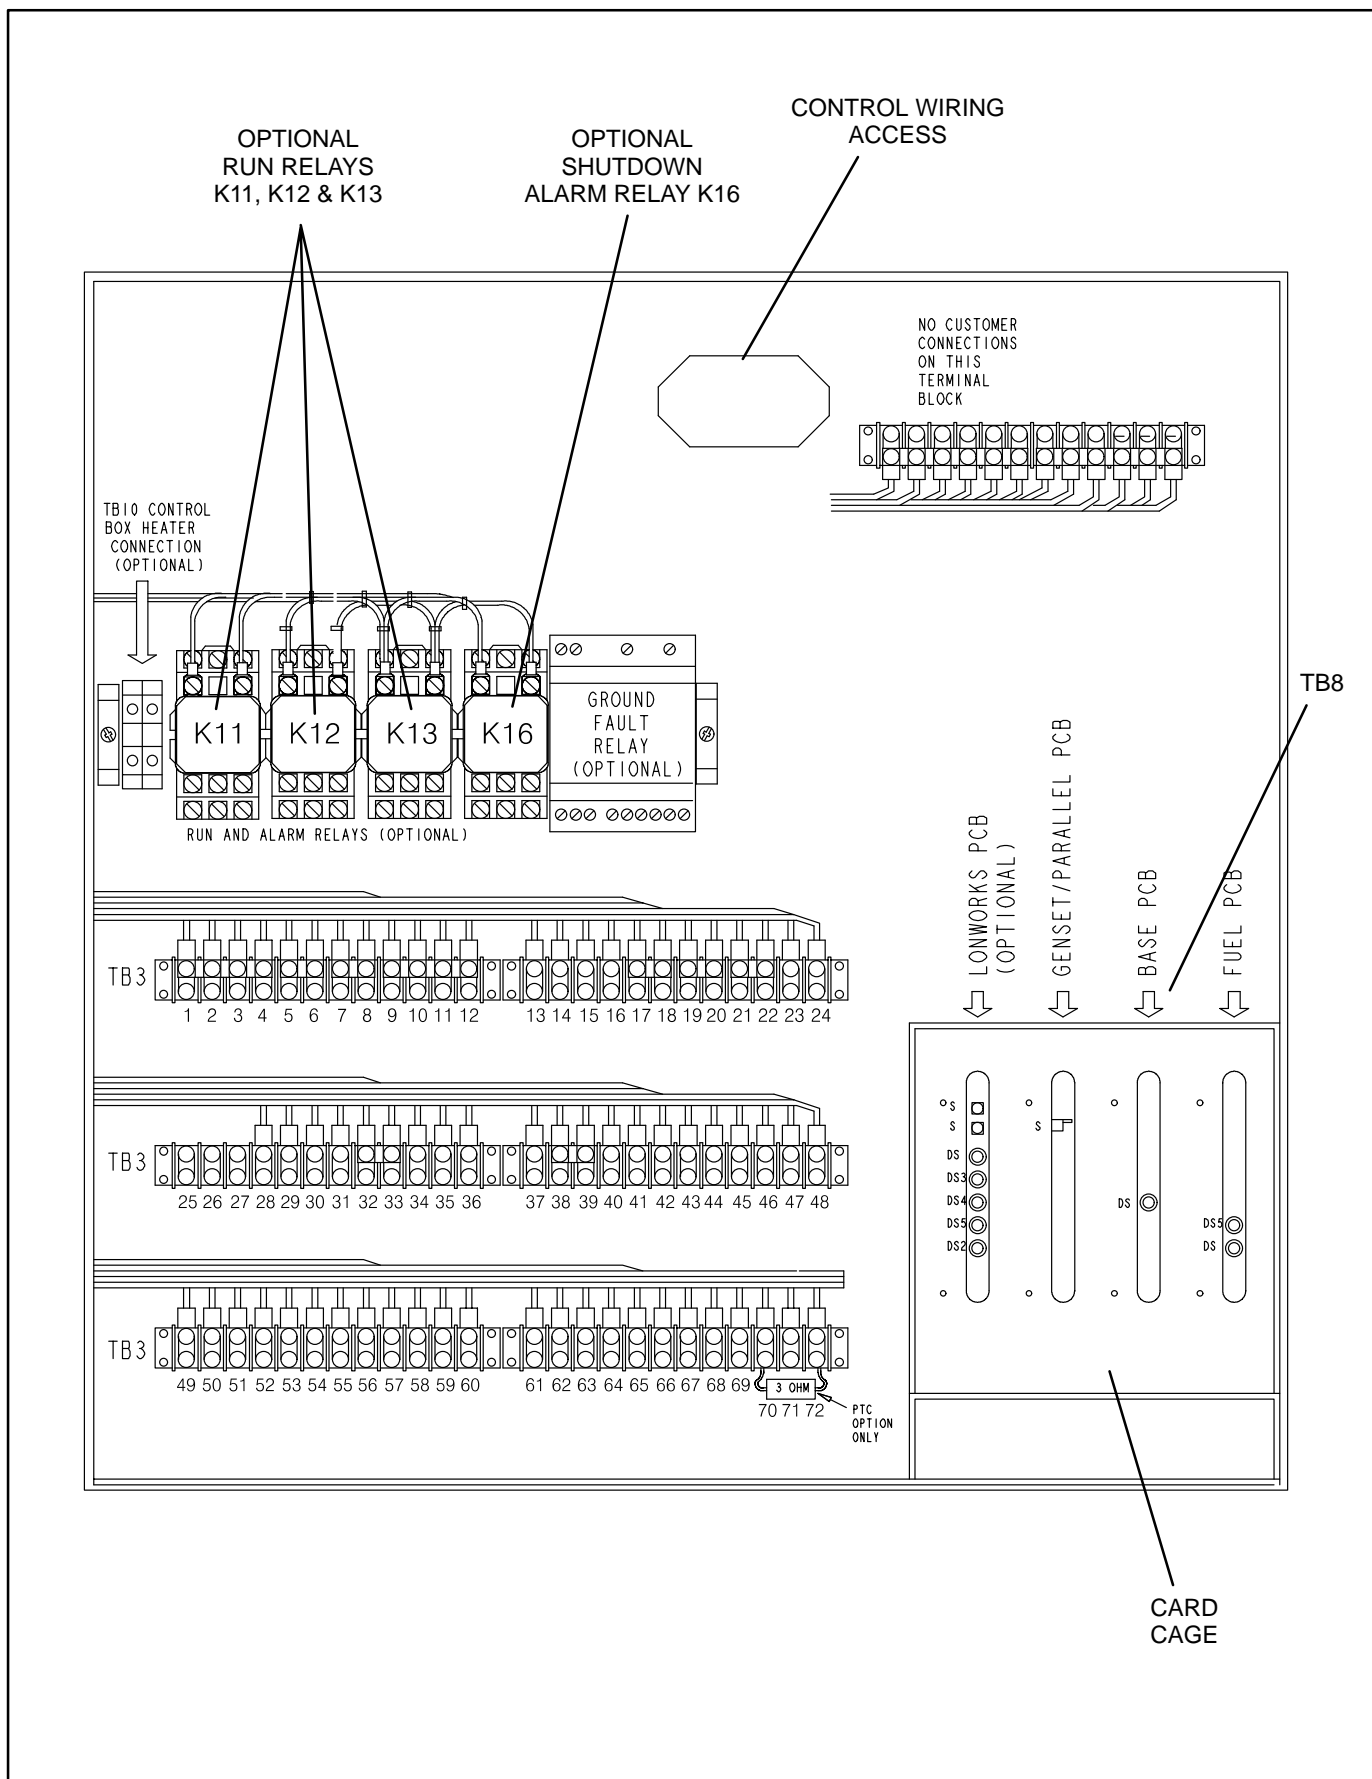 CONTROL WIRING
ACCESS
OPTIONAL
RUN RELAYS
K11, K12 & K13
OPTIONAL
SHUTDOWN
ALARM RELAY K16
NO CUSTOMER
CONNECTIONS
ON THIS
TERMINAL
BLOCK
TB10 CONTROL
BOX HEATER
CONNECTION
(OPTIONAL)
TB8
K11
K12
K13
K16
GROUND
FAULT
RELAY
(OPTIONAL)
RUN AND ALARM RELAYS (OPTIONAL)
LONWORKS PCB
(OPTIONAL)
GENSET/PARALLEL PCB
BASE PCB
FUEL PCB
TB3
1 2 3 4 5 6 7 8 9 10 11 12 13 14 15 16 17 18 19 20 21 22 23 24
TB3
25 26 27 28 29 30 31 32 33 34 35 36 37 38 39 40 41 42 43 44 45 46 47 48
TB3
49 50 51 52 53 54 55 56 57 58 59 60 61 62 63 64 65 66 67 68 69
3 OHM
70 71 72
PTC
OPTION
ONLY
S
S
DS
DS3
DS4
DS5
DS2
S
DS
DS5
DS
CARD
CAGE